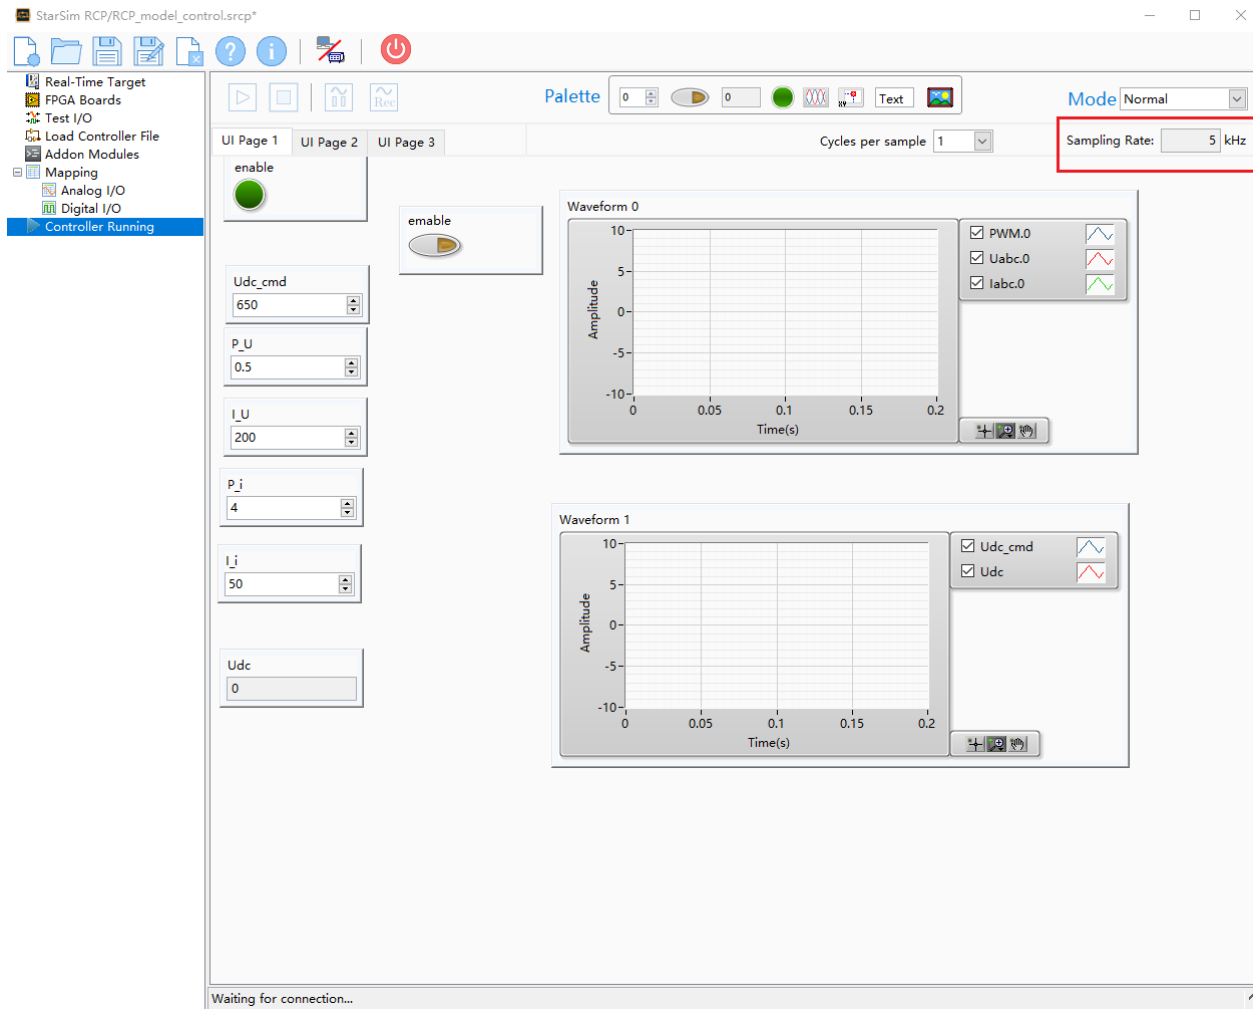 StarSim RCP/RCP_model_control.srcp*
Real-Time Target
FPGA Boards
Test I/O
Load Controller File
Addon Modules
Mapping
Analog I/O
Digital I/O
Controller Running
Rec
Palette
0
0
Text
Mode Normal
UI Page 1 UI Page 2 UI Page 3
Cycles per sample 1
Sampling Rate: 5 kHz
enable
emable
Udc_cmd
650
P_U
0.5
I_U
200
P_i
4
I_i
50
Udc
0
Waveform 0
10
5
0
-5
-10
Amplitude
0 0.05 0.1 0.15 0.2
Time(s)
PWM.0
Uabc.0
Iabc.0
Waveform 1
10
5
0
-5
-10
Amplitude
0 0.05 0.1 0.15 0.2
Time(s)
Udc_cmd
Udc
Waiting for connection...